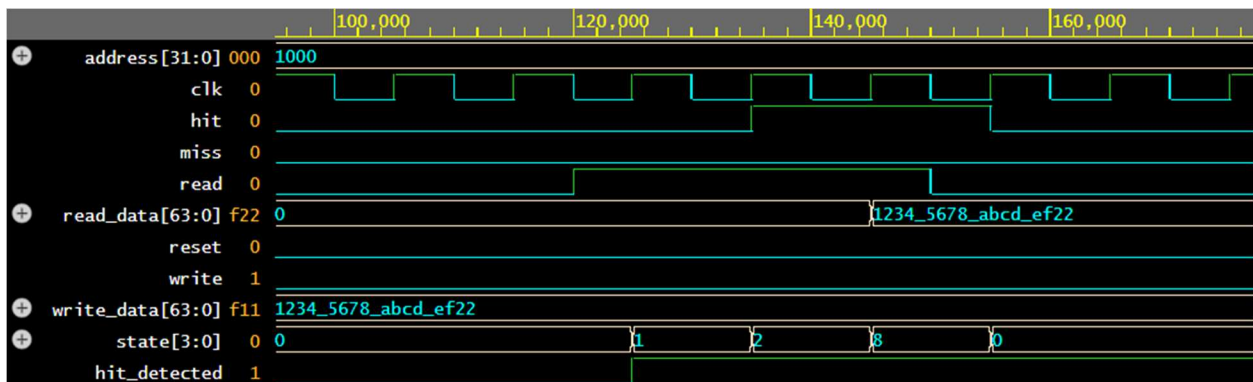 100,000 120,000 140,000 160,000
address[31:0] 000 1000
clk 0
hit 0
miss 0
read 0
read_data[63:0] f22 0 1234_5678_abcd_ef22
reset 0
write 1
write_data[63:0] f11 1234_5678_abcd_ef22
state[3:0] 0 0 1 2 8 0
hit_detected 1